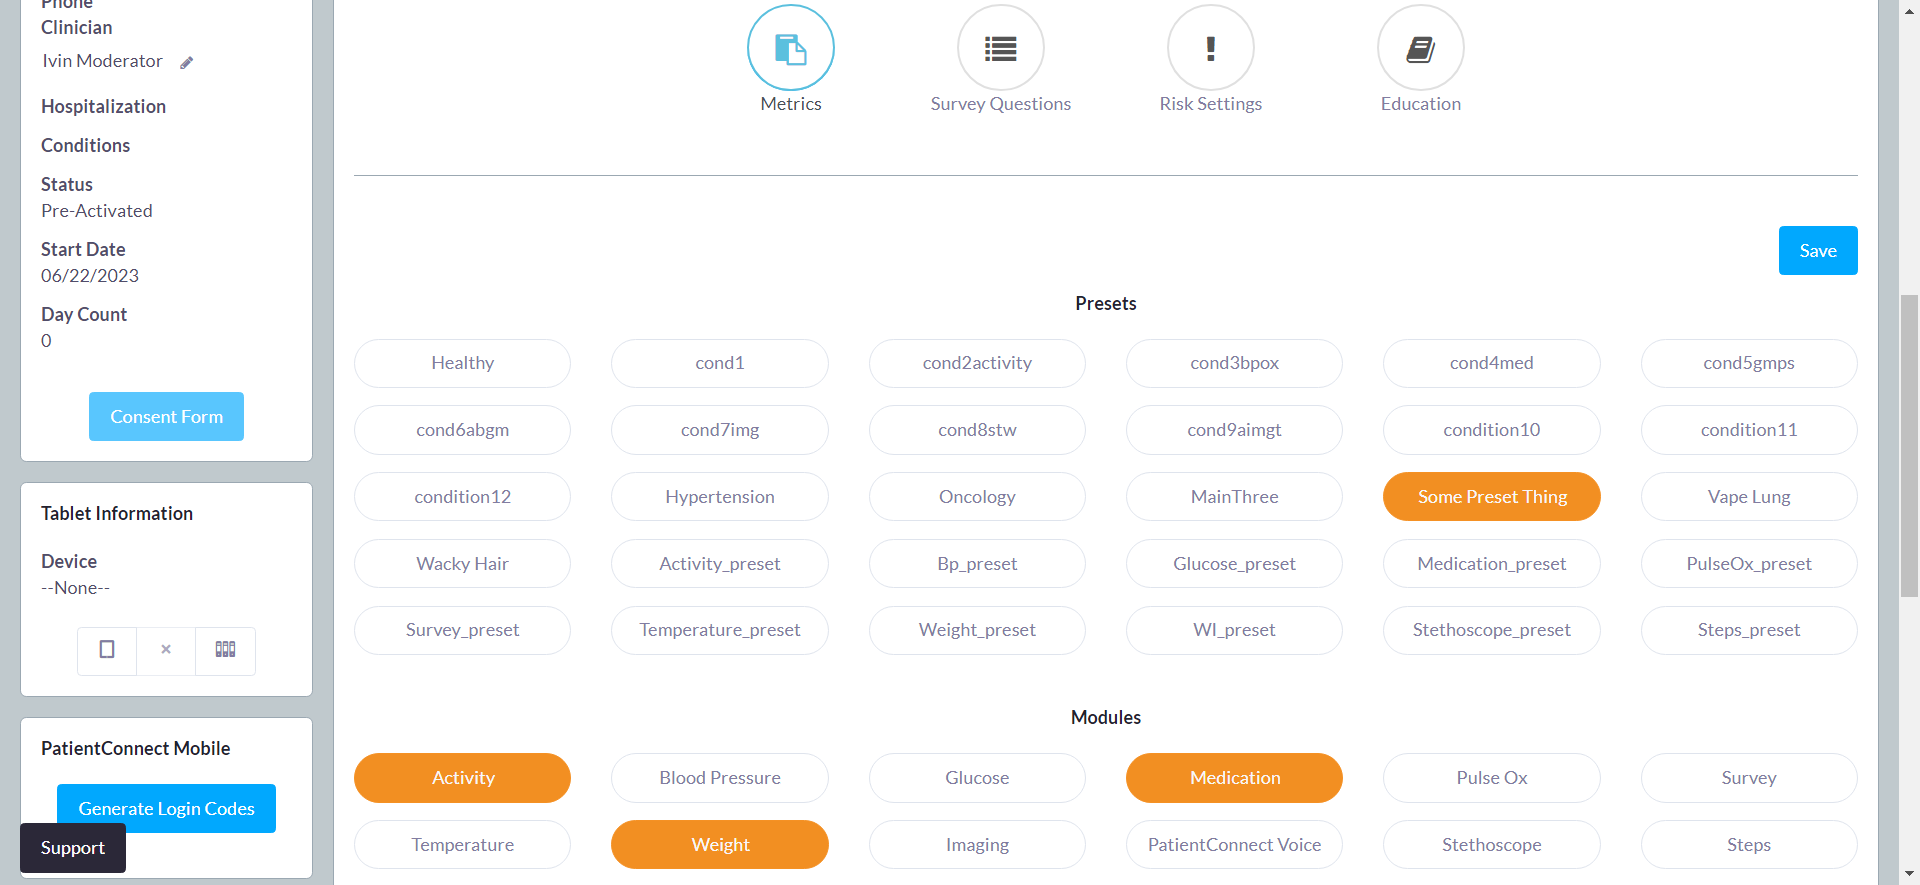 Phone
Clinician
Ivin Moderator
Hospitalization
Conditions
Status
Pre-Activated
Start Date
06/22/2023
Day Count
0
Consent Form
Tablet Information
Device
--None--
PatientConnect Mobile
Generate Login Codes
Support
Metrics
Survey Questions
Risk Settings
Education
Save
Presets
Healthy
cond1
cond2activity
cond3bpox
cond4med
cond5gmps
cond6abgm
cond7img
cond8stw
cond9aimgt
condition10
condition11
condition12
Hypertension
Oncology
MainThree
Some Preset Thing
Vape Lung
Wacky Hair
Activity_preset
Bp_preset
Glucose_preset
Medication_preset
PulseOx_preset
Survey_preset
Temperature_preset
Weight_preset
WI_preset
Stethoscope_preset
Steps_preset
Modules
Activity
Blood Pressure
Glucose
Medication
Pulse Ox
Survey
Temperature
Weight
Imaging
PatientConnect Voice
Stethoscope
Steps